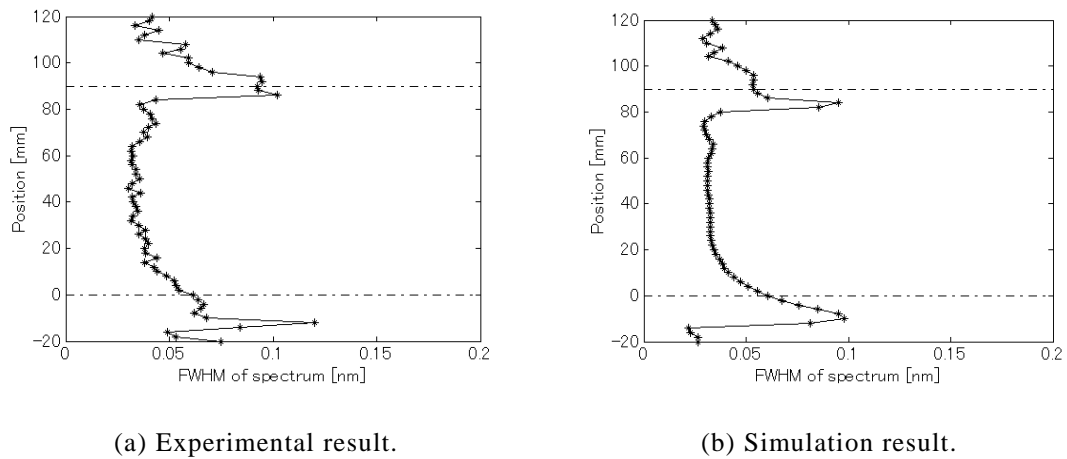 120
100
80
60
40
20
0
-20
Position [mm]
0 0.05 0.1 0.15 0.2
FWHM of spectrum [nm]
(a) Experimental result.
120
100
80
60
40
20
0
-20
Position [mm]
0 0.05 0.1 0.15 0.2
FWHM of spectrum [nm]
(b) Simulation result.